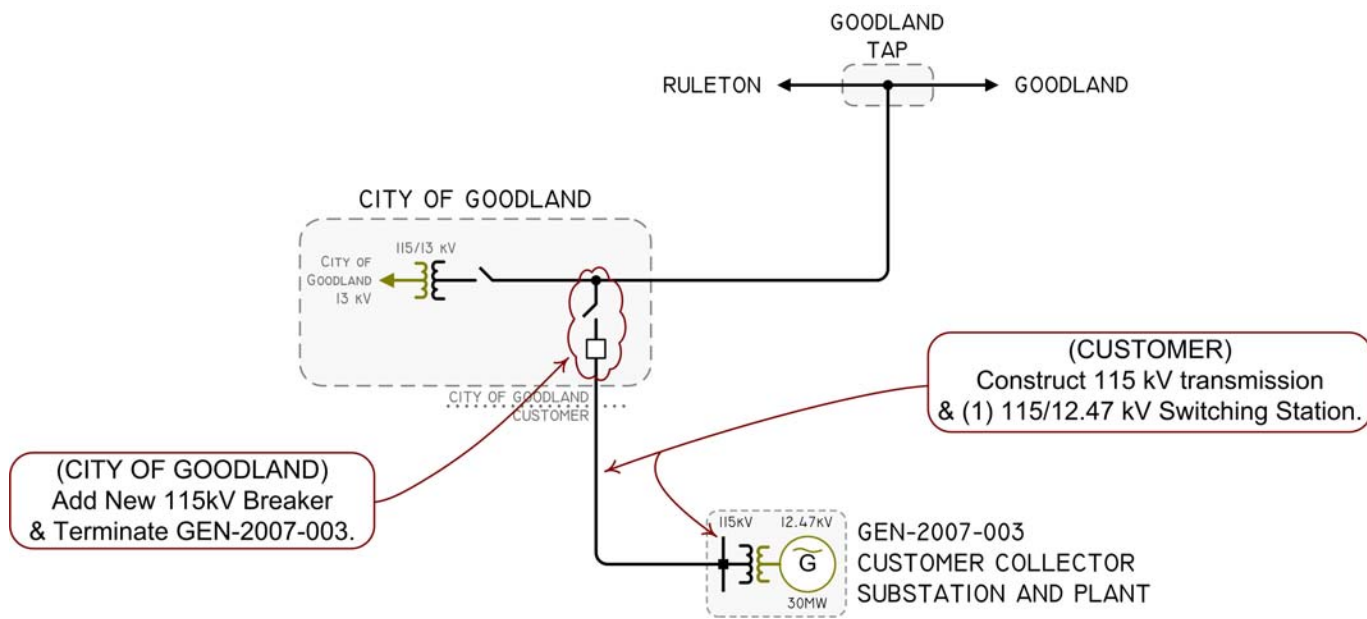 GOODLAND
TAP
RULETON
GOODLAND
CITY OF GOODLAND
115/13 KV
CITY OF
GOODLAND
13 KV
(CUSTOMER)
Construct 115 kV transmission
& (1) 115/12.47 kV Switching Station.
CITY OF GOODLAND
CUSTOMER
(CITY OF GOODLAND)
Add New 115kV Breaker
& Terminate GEN-2007-003.
115KV
12.47KV
G
30MW
GEN-2007-003
CUSTOMER COLLECTOR
SUBSTATION AND PLANT